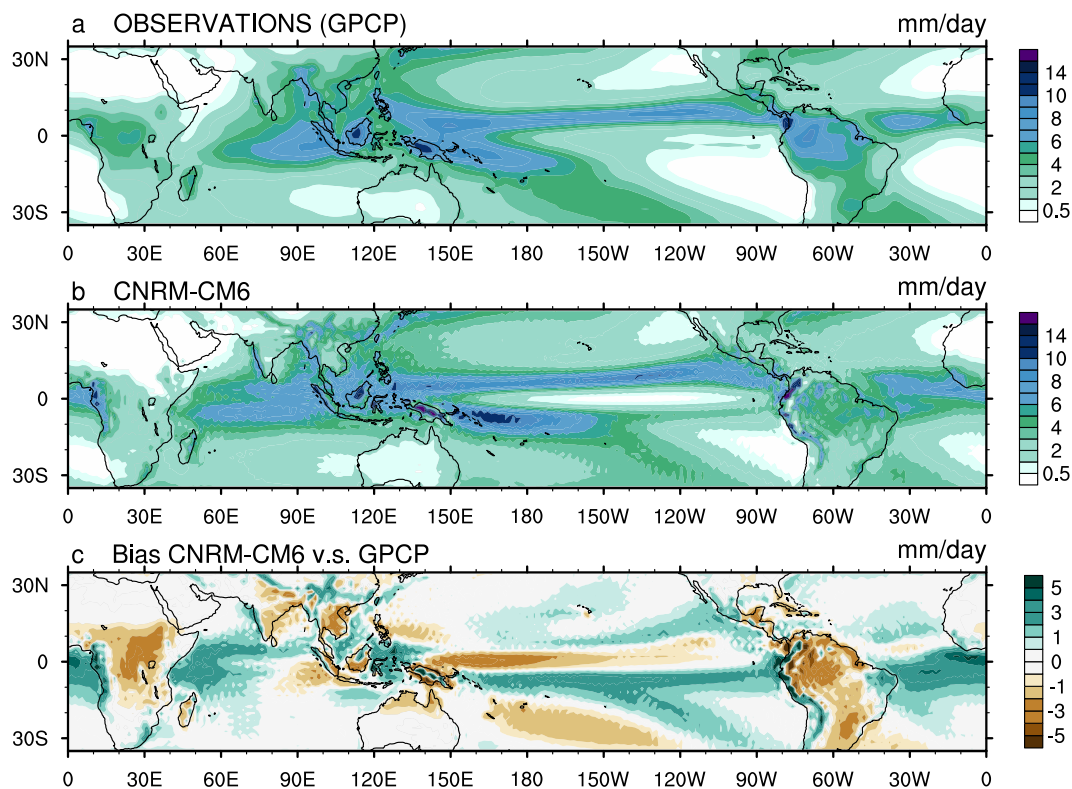 a OBSERVATIONS (GPCP) mm/day
30N
0
30S
0 30E 60E 90E 120E 150E 180 150W 120W 90W 60W 30W 0
14
10
8
6
4
2
0.5
b CNRM-CM6 mm/day
30N
0
30S
0 30E 60E 90E 120E 150E 180 150W 120W 90W 60W 30W 0
14
10
8
6
4
2
0.5
c Bias CNRM-CM6 v.s. GPCP mm/day
30N
0
30S
0 30E 60E 90E 120E 150E 180 150W 120W 90W 60W 30W 0
5
3
1
0
-1
-3
-5